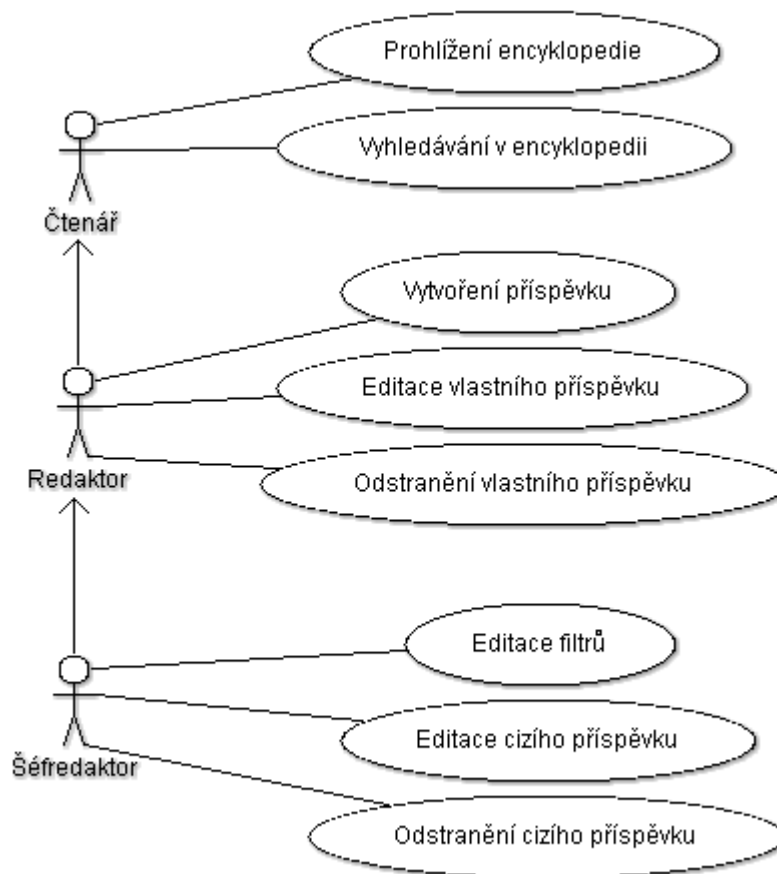 Prohlížení encyklopedie
Vyhledávání v encyklopedii
Čtenář
Vytvoření příspěvku
Editace vlastního příspěvku
Odstranění vlastního příspěvku
Redaktor
Editace filtrů
Editace cizího příspěvku
Šéfredaktor
Odstranění cizího příspěvku